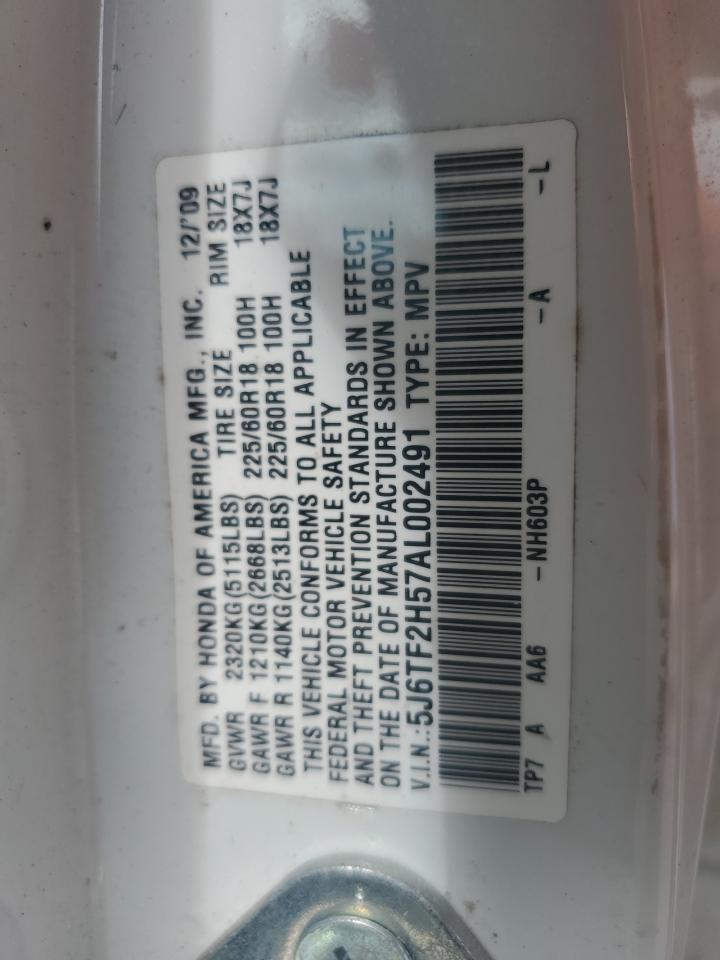 MFD. BY HONDA OF AMERICA MFG., INC. 12/'09
GVWR 2320KG(5115LBS) TIRE SIZE RIM SIZE
GAWR F 1210KG(2668LBS) 225/60R18 100H 18X7J
GAWR R 1140KG(2513LBS) 225/60R18 100H 18X7J
THIS VEHICLE CONFORMS TO ALL APPLICABLE
FEDERAL MOTOR VEHICLE SAFETY
AND THEFT PREVENTION STANDARDS IN EFFECT
ON THE DATE OF MANUFACTURE SHOWN ABOVE.
V.I.N.:5J6TF2H57AL002491 TYPE: MPV
TP7 A AA6 -NH603P -A -L